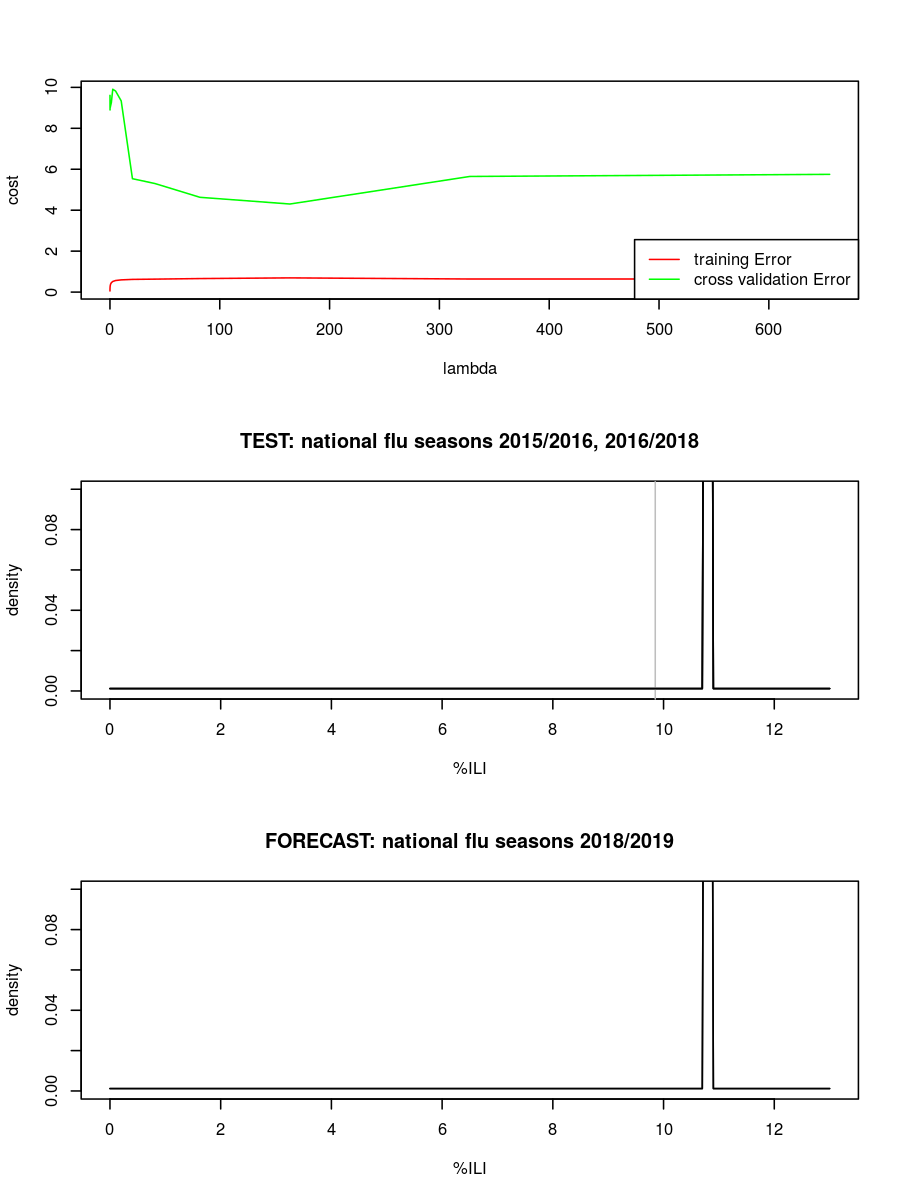 10
8
6
4
2
0
cost
training Error
cross validation Error
0 100 200 300 400 500 600
lambda
TEST: national flu seasons 2015/2016, 2016/2018
0.08
0.04
0.00
density
0 2 4 6 8 10 12
%ILI
FORECAST: national flu seasons 2018/2019
0.08
0.04
0.00
density
0 2 4 6 8 10 12
%ILI